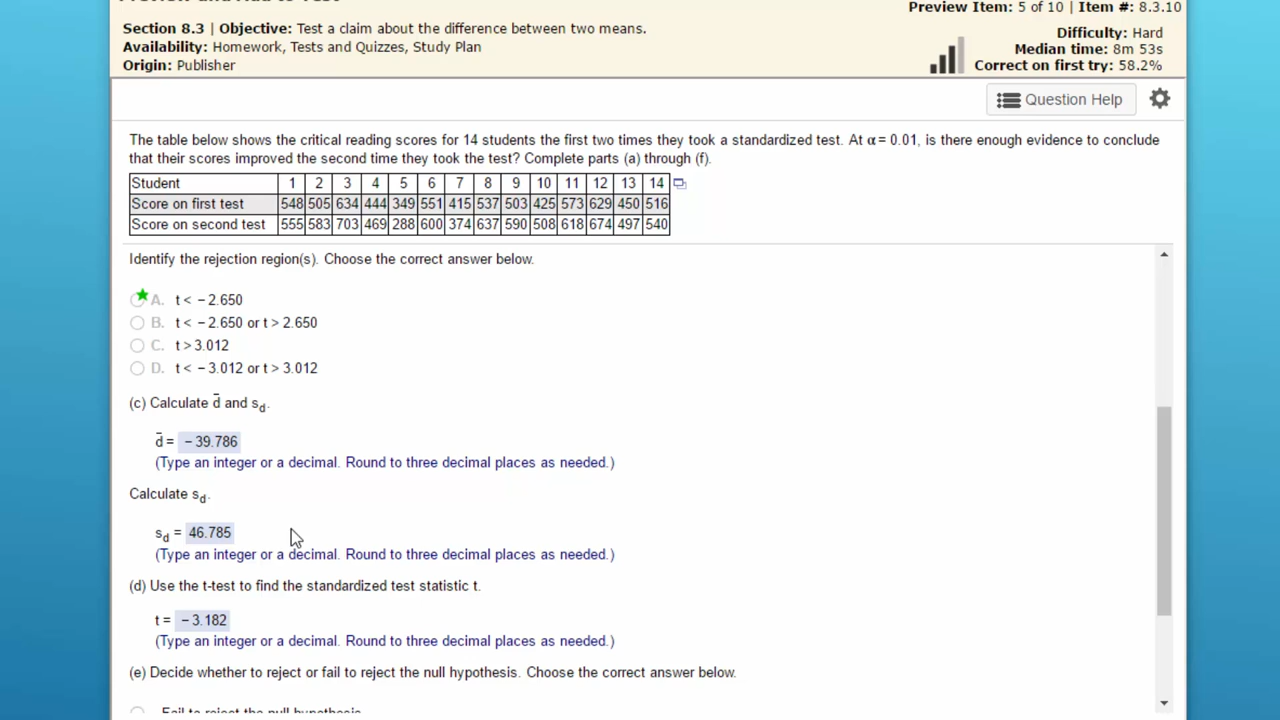 Preview Item: 5 of 10 | Item #: 8.3.10
Section 8.3 | Objective: Test a claim about the difference between two means.
Difficulty: Hard
Availability: Homework, Tests and Quizzes, Study Plan
Median time: 8m 53s
Origin: Publisher
Correct on first try: 58.2%
Question Help
The table below shows the critical reading scores for 14 students the first two times they took a standardized test. At α = 0.01, is there enough evidence to conclude
that their scores improved the second time they took the test? Complete parts (a) through (f).
Student 1 2 3 4 5 6 7 8 9 10 11 12 13 14
Score on first test 548 505 634 444 349 551 415 537 503 425 573 629 450 516
Score on second test 555 583 703 469 288 600 374 637 590 508 618 674 497 540
Identify the rejection region(s). Choose the correct answer below.
A. t < − 2.650
B. t < − 2.650 or t > 2.650
C. t > 3.012
D. t < − 3.012 or t > 3.012
(c) Calculate d̄ and sd.
d̄ = − 39.786
(Type an integer or a decimal. Round to three decimal places as needed.)
Calculate sd.
sd = 46.785
(Type an integer or a decimal. Round to three decimal places as needed.)
(d) Use the t-test to find the standardized test statistic t.
t = − 3.182
(Type an integer or a decimal. Round to three decimal places as needed.)
(e) Decide whether to reject or fail to reject the null hypothesis. Choose the correct answer below.
Fail to reject the null hypothesis